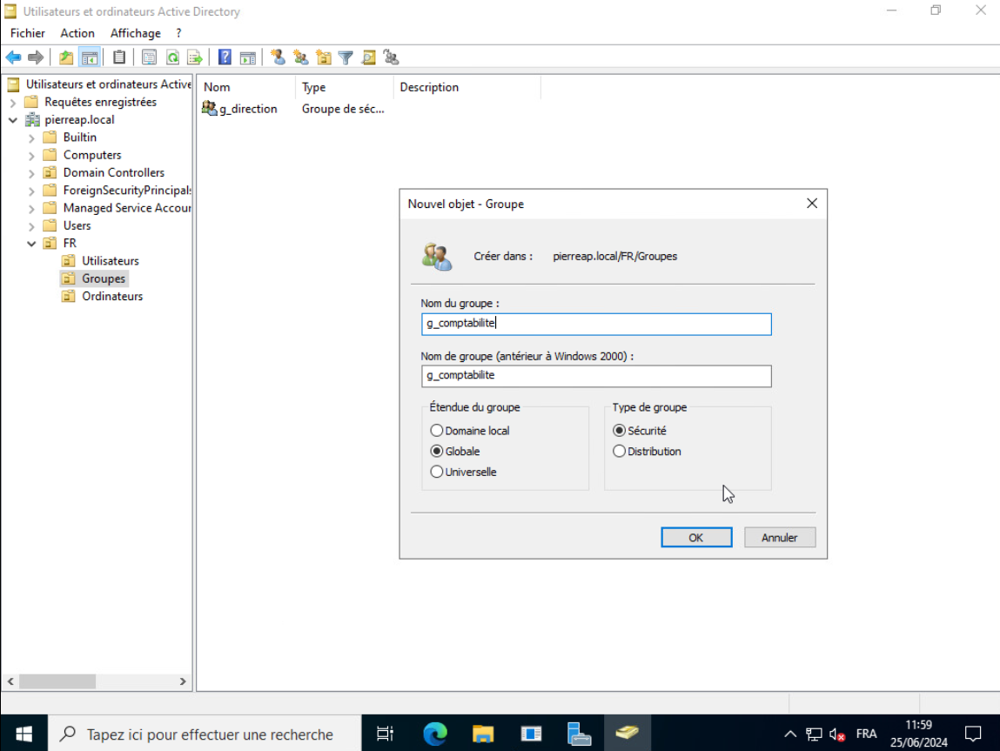 Utilisateurs et ordinateurs Active Directory
Fichier Action Affichage ?
Utilisateurs et ordinateurs Active
Requêtes enregistrées
pierreap.local
Builtin
Computers
Domain Controllers
ForeignSecurityPrincipals
Managed Service Accour
Users
FR
Utilisateurs
Groupes
Ordinateurs
Nom Type Description
g_direction Groupe de séc...
Nouvel objet - Groupe
Créer dans : pierreap.local/FR/Groupes
Nom du groupe :
g_comptabilite
Nom de groupe (antérieur à Windows 2000) :
g_comptabilite
Étendue du groupe
Domaine local
Globale
Universelle
Type de groupe
Sécurité
Distribution
OK Annuler
Tapez ici pour effectuer une recherche
FRA
11:59
25/06/2024